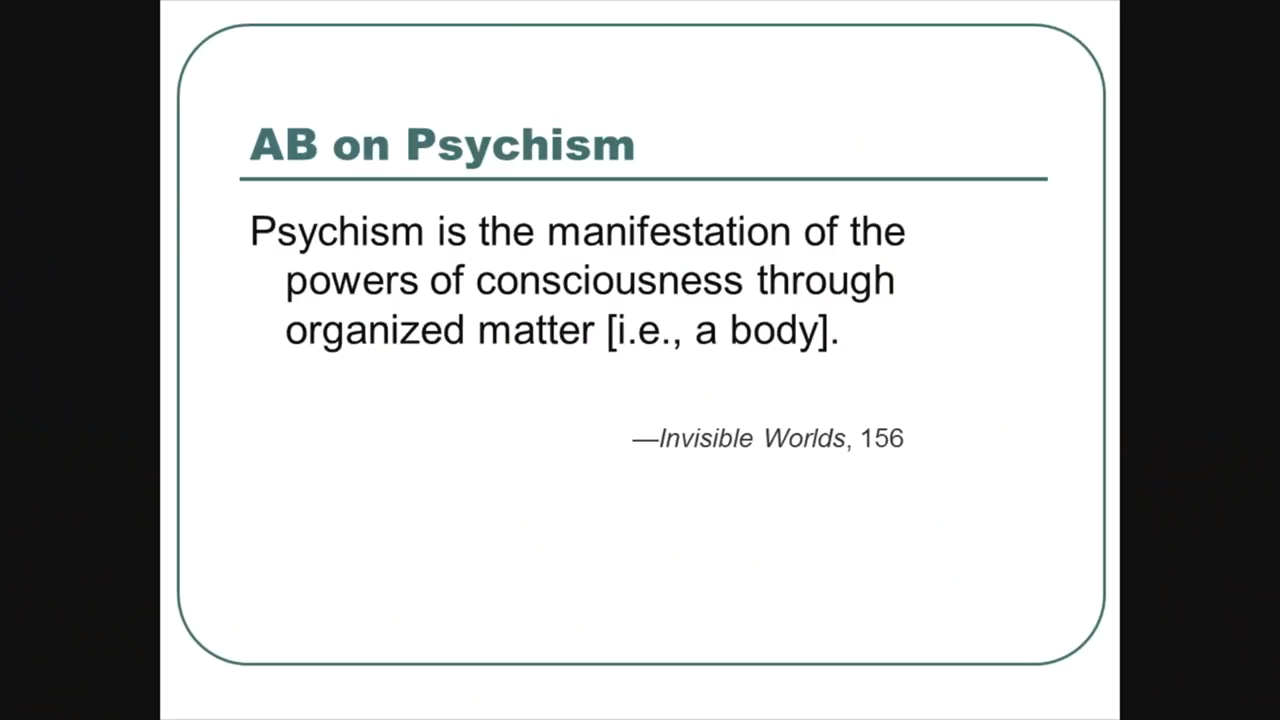 AB on Psychism
Psychism is the manifestation of the
powers of consciousness through
organized matter [i.e., a body].
—Invisible Worlds, 156